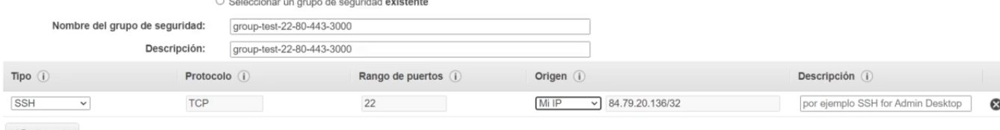 Seleccionar un grupo de seguridad existente
Nombre del grupo de seguridad: group-test-22-80-443-3000
Descripción: group-test-22-80-443-3000
Tipo Protocolo Rango de puertos Origen Descripción
SSH TCP 22 Mi IP 84.79.20.136/32 por ejemplo SSH for Admin Desktop